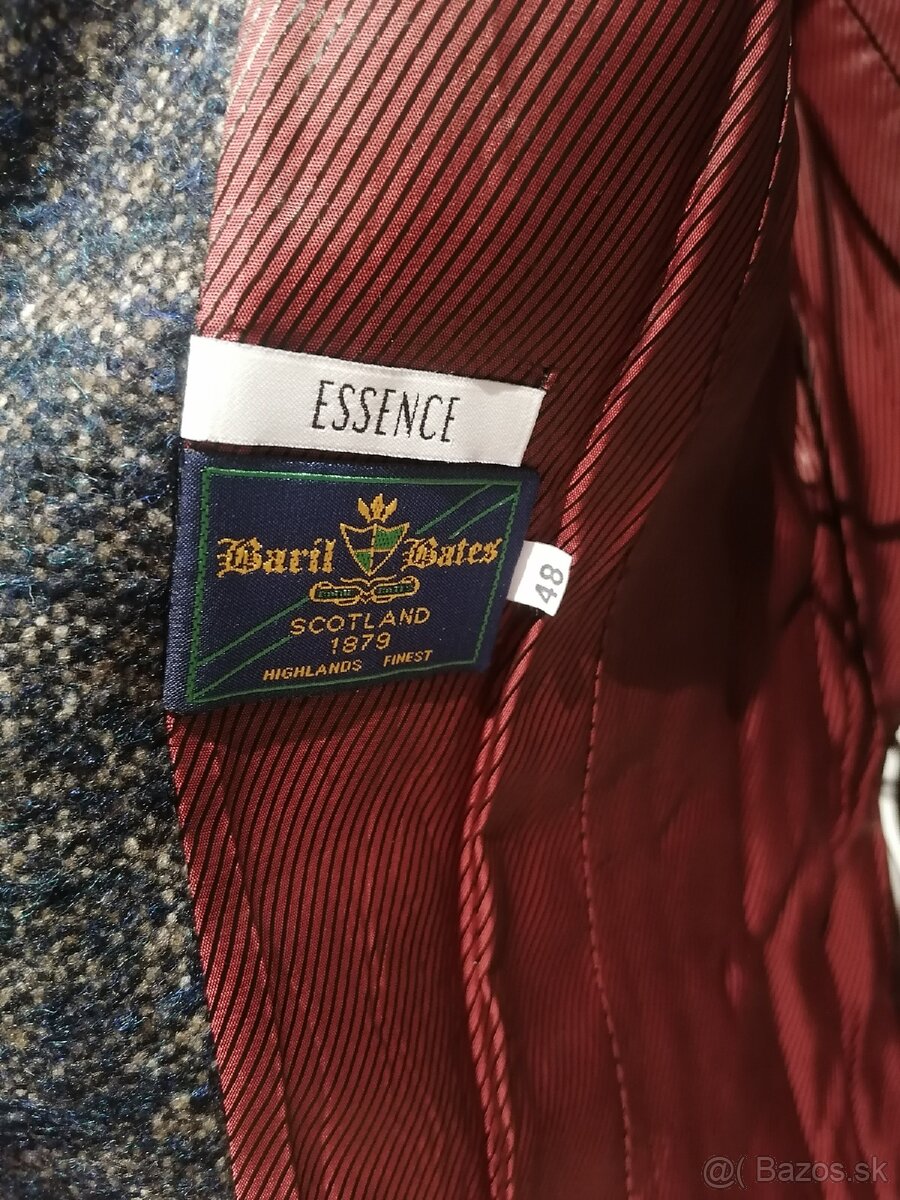 ESSENCE
Baril Bates
SCOTLAND
1879
HIGHLANDS FINEST
48
@( Bazos.sk